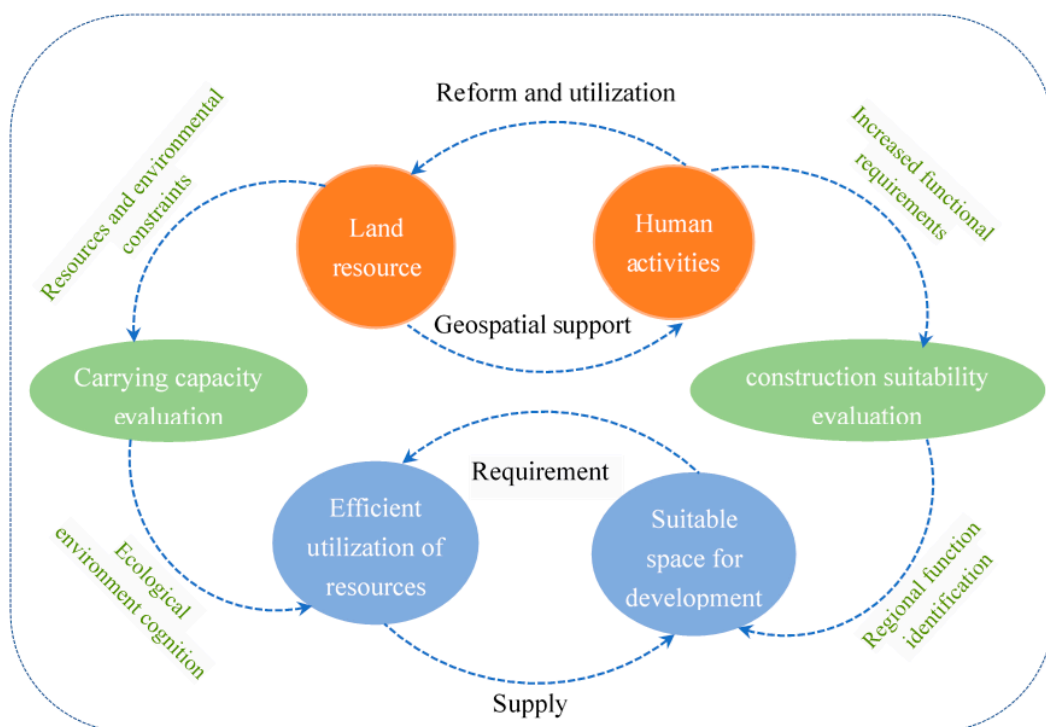 Reform and utilization
Resources and environmental
constraints
Increased functional
requirements
Land
resource
Human
activities
Geospatial support
Carrying capacity
evaluation
construction suitability
evaluation
Requirement
Efficient
utilization of
resources
Suitable
space for
development
Ecological
environment cognition
Regional function
identification
Supply